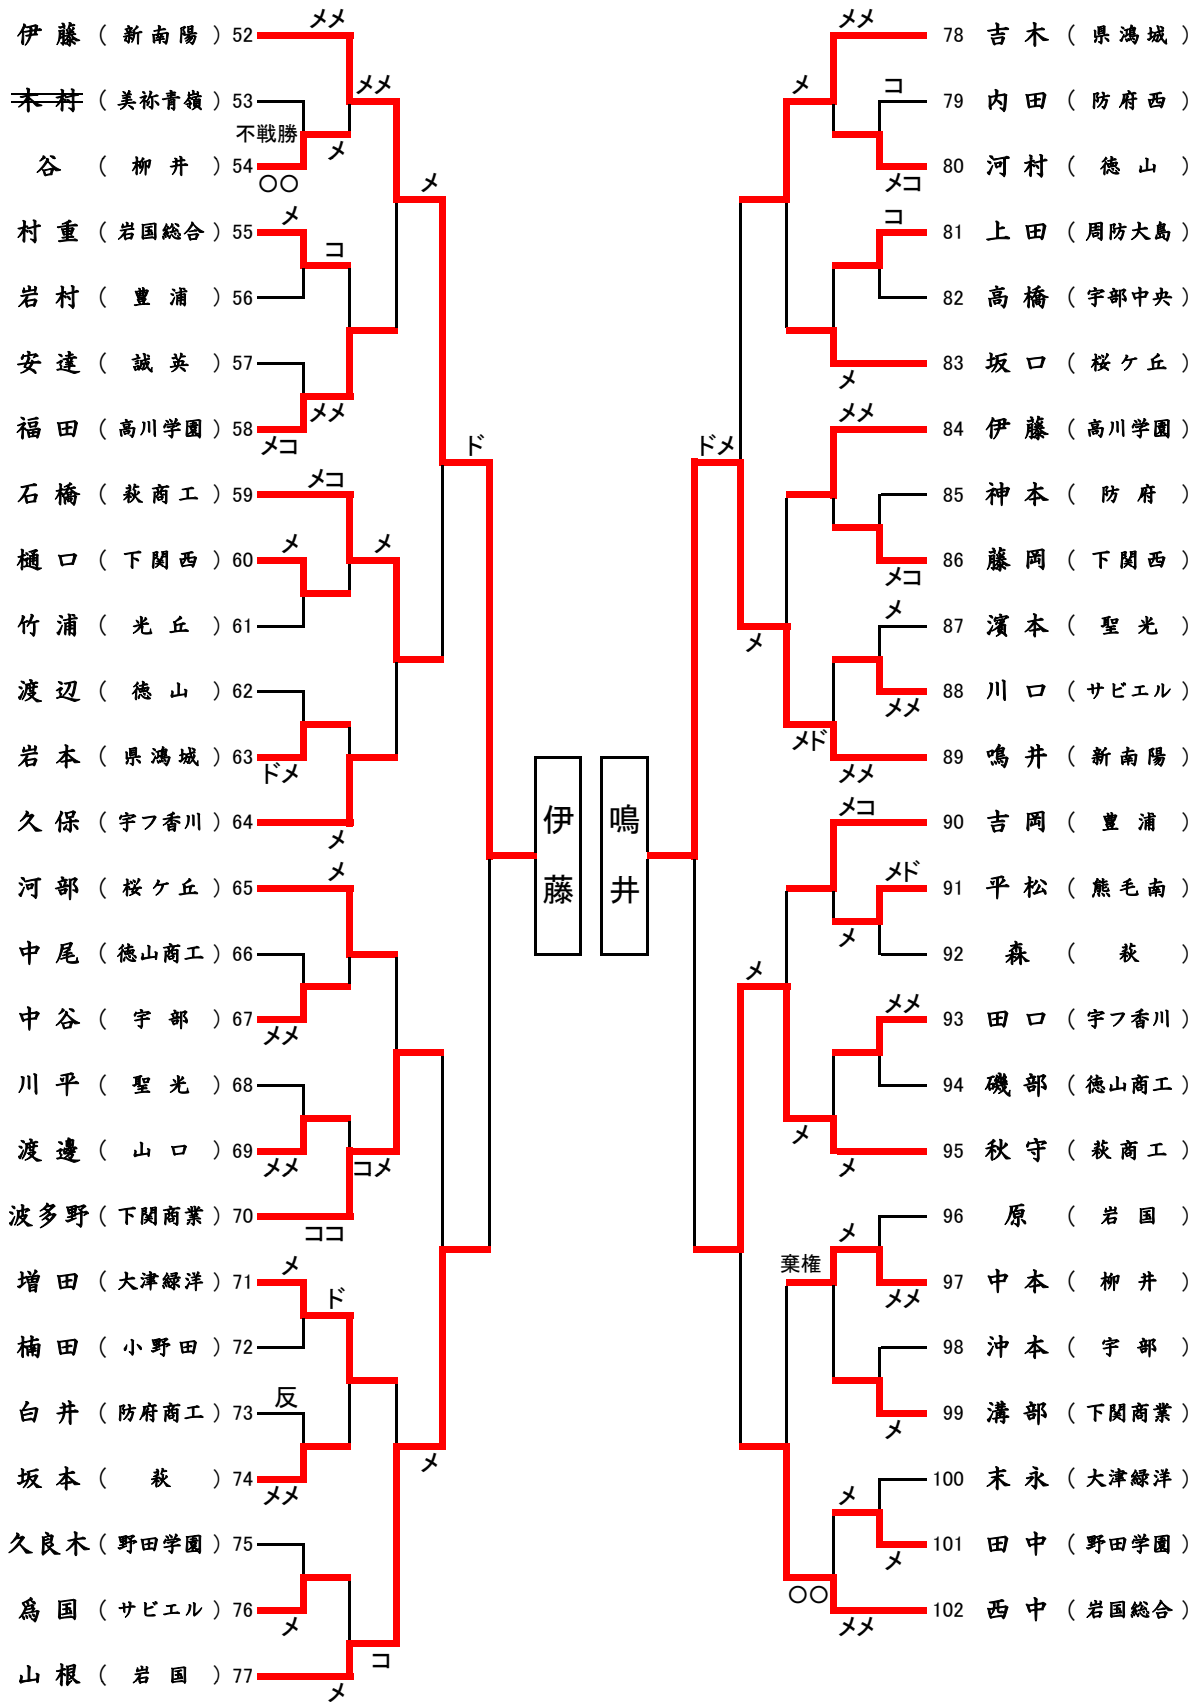 メメ
伊藤 ( 新南陽 ) 52
メメ
木村 ( 美祢青嶺 ) 53
不戦勝
メ
谷 ( 柳井 ) 54
○○
メ
メ
村重 ( 岩国総合 ) 55
コ
岩村 ( 豊浦 ) 56
安達 ( 誠英 ) 57
メメ
福田 ( 高川学園 ) 58
メコ
ド
メコ
石橋 ( 萩商工 ) 59
メ
メ
樋口 ( 下関西 ) 60
竹浦 ( 光丘 ) 61
渡辺 ( 徳山 ) 62
岩本 ( 県鴻城 ) 63
ドメ
久保 ( 宇フ香川 ) 64
メ
メ
河部 ( 桜ケ丘 ) 65
中尾 ( 徳山商工 ) 66
中谷 ( 宇部 ) 67
メメ
川平 ( 聖光 ) 68
渡邊 ( 山口 ) 69
メメ
コメ
波多野 ( 下関商業 ) 70
ココ
メ
増田 ( 大津緑洋 ) 71
ド
楠田 ( 小野田 ) 72
反
白井 ( 防府商工 ) 73
メ
坂本 ( 萩 ) 74
メメ
久良木 ( 野田学園 ) 75
爲国 ( サビエル ) 76
メ
コ
山根 ( 岩国 ) 77
メ
伊藤
鳴井
メメ
78 吉木 ( 県鴻城 )
メ
コ
79 内田 ( 防府西 )
80 河村 ( 徳山 )
メコ
コ
81 上田 ( 周防大島 )
82 高橋 ( 宇部中央 )
83 坂口 ( 桜ケ丘 )
メ
メメ
84 伊藤 ( 高川学園 )
ドメ
85 神本 ( 防府 )
86 藤岡 ( 下関西 )
メコ
メ
87 濱本 ( 聖光 )
メ
88 川口 ( サビエル )
メメ
メド
89 鳴井 ( 新南陽 )
メメ
メコ
90 吉岡 ( 豊浦 )
メド
91 平松 ( 熊毛南 )
メ
92 森 ( 萩 )
メ
メメ
93 田口 ( 宇フ香川 )
94 磯部 ( 徳山商工 )
メ
95 秋守 ( 萩商工 )
メ
96 原 ( 岩国 )
メ
棄権
97 中本 ( 柳井 )
メメ
98 沖本 ( 宇部 )
99 溝部 ( 下関商業 )
メ
100 末永 ( 大津緑洋 )
メ
101 田中 ( 野田学園 )
メ
○○
102 西中 ( 岩国総合 )
メメ